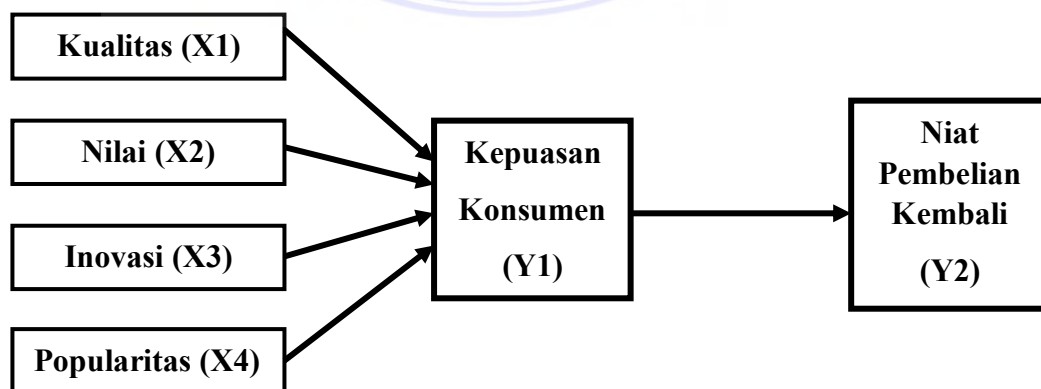 Kualitas (X1)
Nilai (X2)
Inovasi (X3)
Popularitas (X4)
Kepuasan
Konsumen
(Y1)
Niat
Pembelian
Kembali
(Y2)